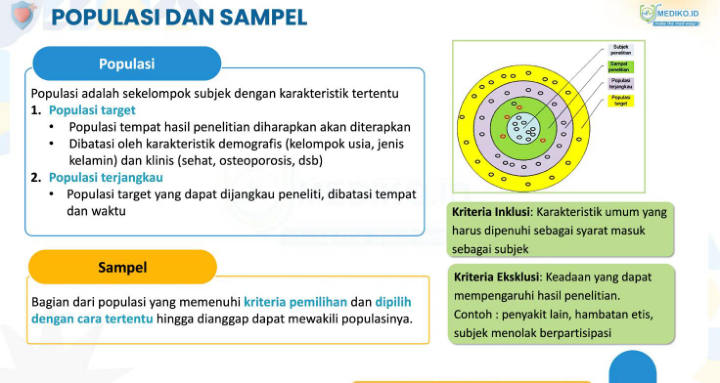 POPULASI DAN SAMPEL
MEDIKO.ID
Populasi
Populasi adalah sekelompok subjek dengan karakteristik tertentu
1. Populasi target
• Populasi tempat hasil penelitian diharapkan akan diterapkan
• Dibatasi oleh karakteristik demografis (kelompok usia, jenis
kelamin) dan klinis (sehat, osteoporosis, dsb)
2. Populasi terjangkau
• Populasi target yang dapat dijangkau peneliti, dibatasi tempat
dan waktu
Sampel
Bagian dari populasi yang memenuhi kriteria pemilihan dan dipilih
dengan cara tertentu hingga dianggap dapat mewakili populasinya.
Subjek
penelitian
Sampel
penelitian
Populasi
terjangkau
Populasi
target
Kriteria Inklusi: Karakteristik umum yang
harus dipenuhi sebagai syarat masuk
sebagai subjek
Kriteria Eksklusi: Keadaan yang dapat
mempengaruhi hasil penelitian.
Contoh : penyakit lain, hambatan etis,
subjek menolak berpartisipasi